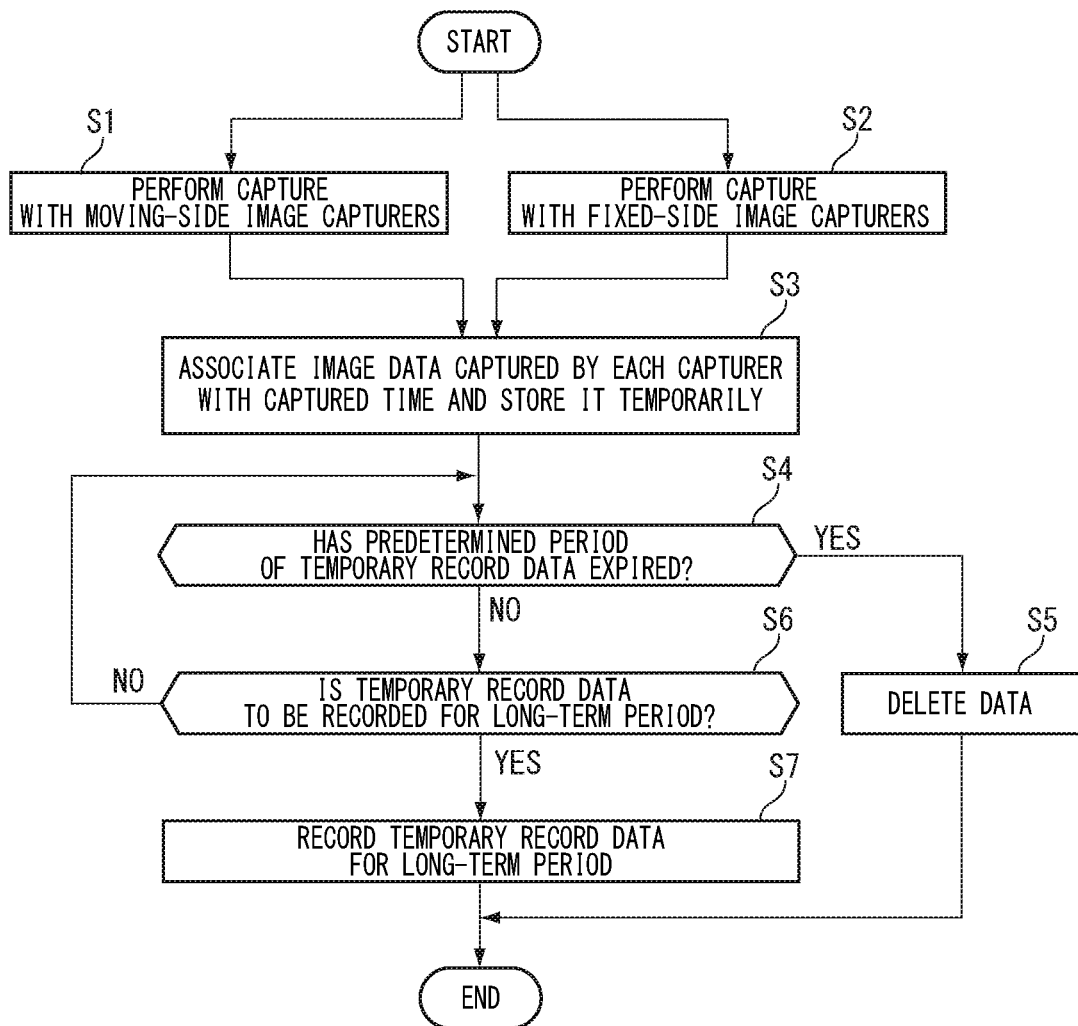 START
S1
S2
PERFORM CAPTURE
WITH MOVING-SIDE IMAGE CAPTURERS
PERFORM CAPTURE
WITH FIXED-SIDE IMAGE CAPTURERS
S3
ASSOCIATE IMAGE DATA CAPTURED BY EACH CAPTURER
WITH CAPTURED TIME AND STORE IT TEMPORARILY
S4
HAS PREDETERMINED PERIOD
OF TEMPORARY RECORD DATA EXPIRED?
YES
NO
S6
S5
NO
IS TEMPORARY RECORD DATA
TO BE RECORDED FOR LONG-TERM PERIOD?
DELETE DATA
YES
S7
RECORD TEMPORARY RECORD DATA
FOR LONG-TERM PERIOD
END